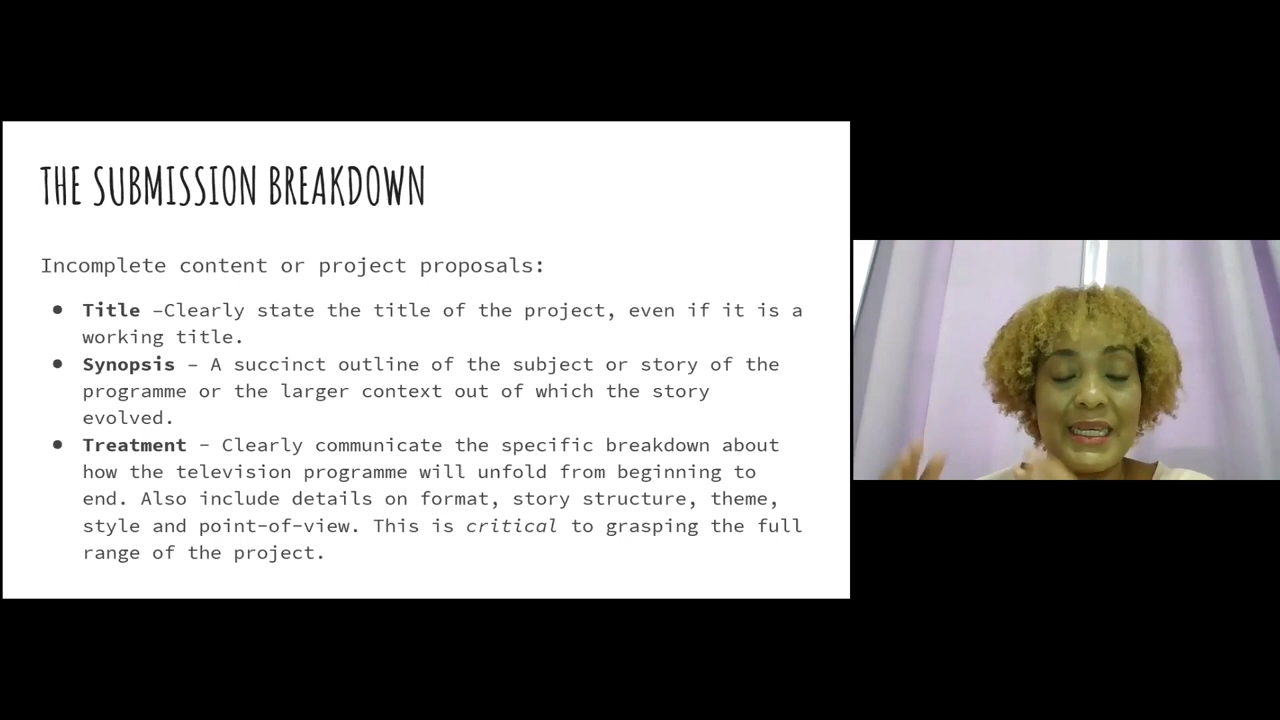 THE SUBMISSION BREAKDOWN
Incomplete content or project proposals:
● Title –Clearly state the title of the project, even if it is a
working title.
● Synopsis – A succinct outline of the subject or story of the
programme or the larger context out of which the story
evolved.
● Treatment - Clearly communicate the specific breakdown about
how the television programme will unfold from beginning to
end. Also include details on format, story structure, theme,
style and point-of-view. This is critical to grasping the full
range of the project.